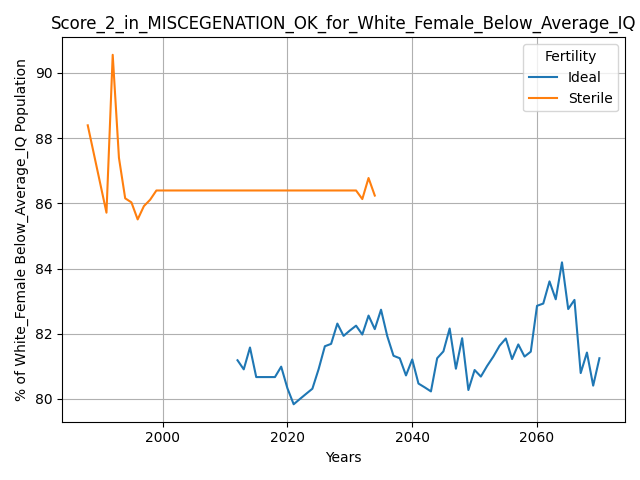 Score_2_in_MISCEGENATION_OK_for_White_Female_Below_Average_IQ
% of White_Female Below_Average_IQ Population
90
88
86
84
82
80
Fertility
Ideal
Sterile
2000
2020
2040
2060
Years